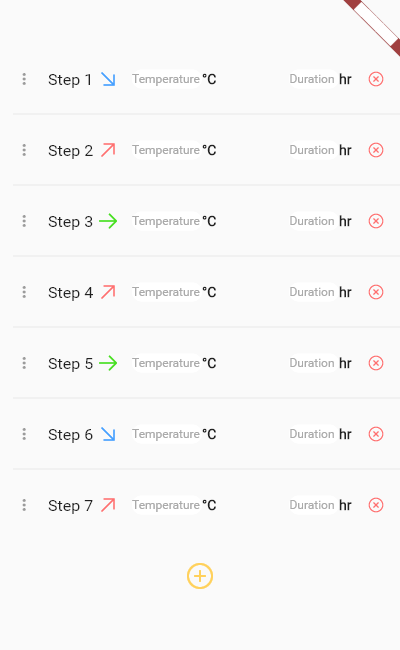 Step 1 Temperature °C Duration hr
Step 2 Temperature °C Duration hr
Step 3 Temperature °C Duration hr
Step 4 Temperature °C Duration hr
Step 5 Temperature °C Duration hr
Step 6 Temperature °C Duration hr
Step 7 Temperature °C Duration hr